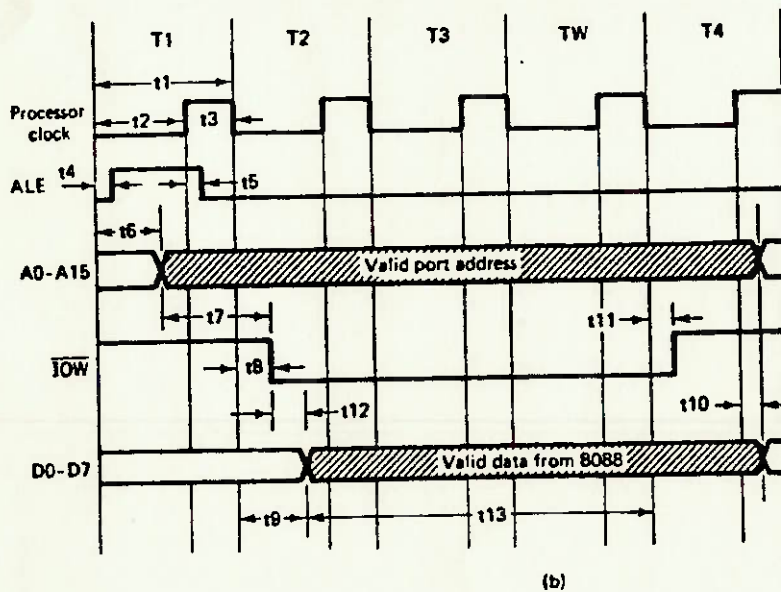 T1 T2 T3 TW T4
t1
Processor
clock
t2 t3
t4
ALE
t5
t6
A0-A15
Valid port address
t7
t11
IOW
t8
t12
t10
D0-D7
Valid data from 8088
t9
t13
(b)